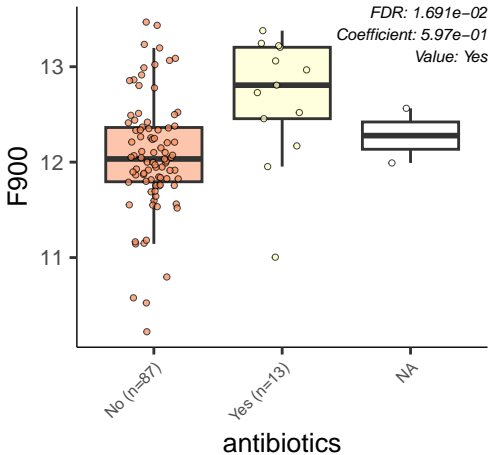 FDR: 1.691e−02
Coefficient: 5.97e−01
Value: Yes
F900
13
12
11
No (n=87)
Yes (n=13)
NA
antibiotics